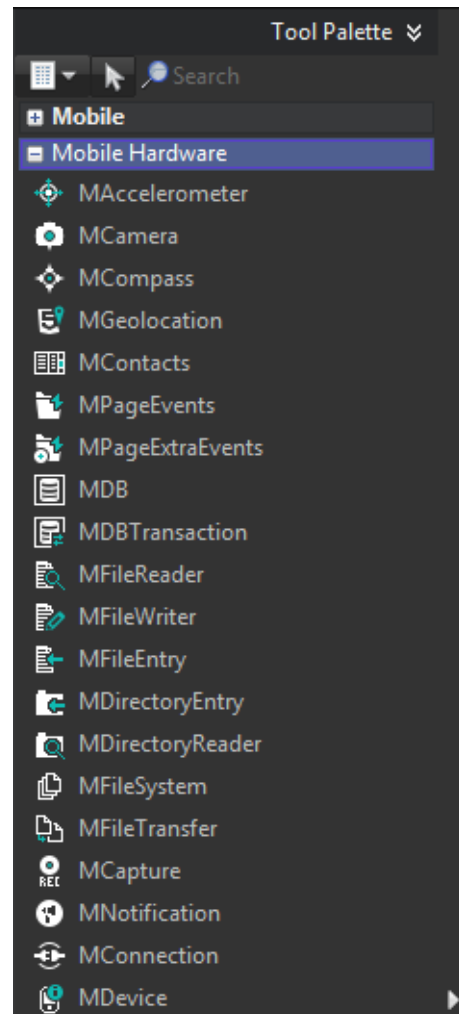 Tool Palette
Search
Mobile
Mobile Hardware
MAccelerometer
MCamera
MCompass
MGeolocation
MContacts
MPageEvents
MPageExtraEvents
MDB
MDBTransaction
MFileReader
MFileWriter
MFileEntry
MDirectoryEntry
MDirectoryReader
MFileSystem
MFileTransfer
REC MCapture
MNotification
MConnection
MDevice